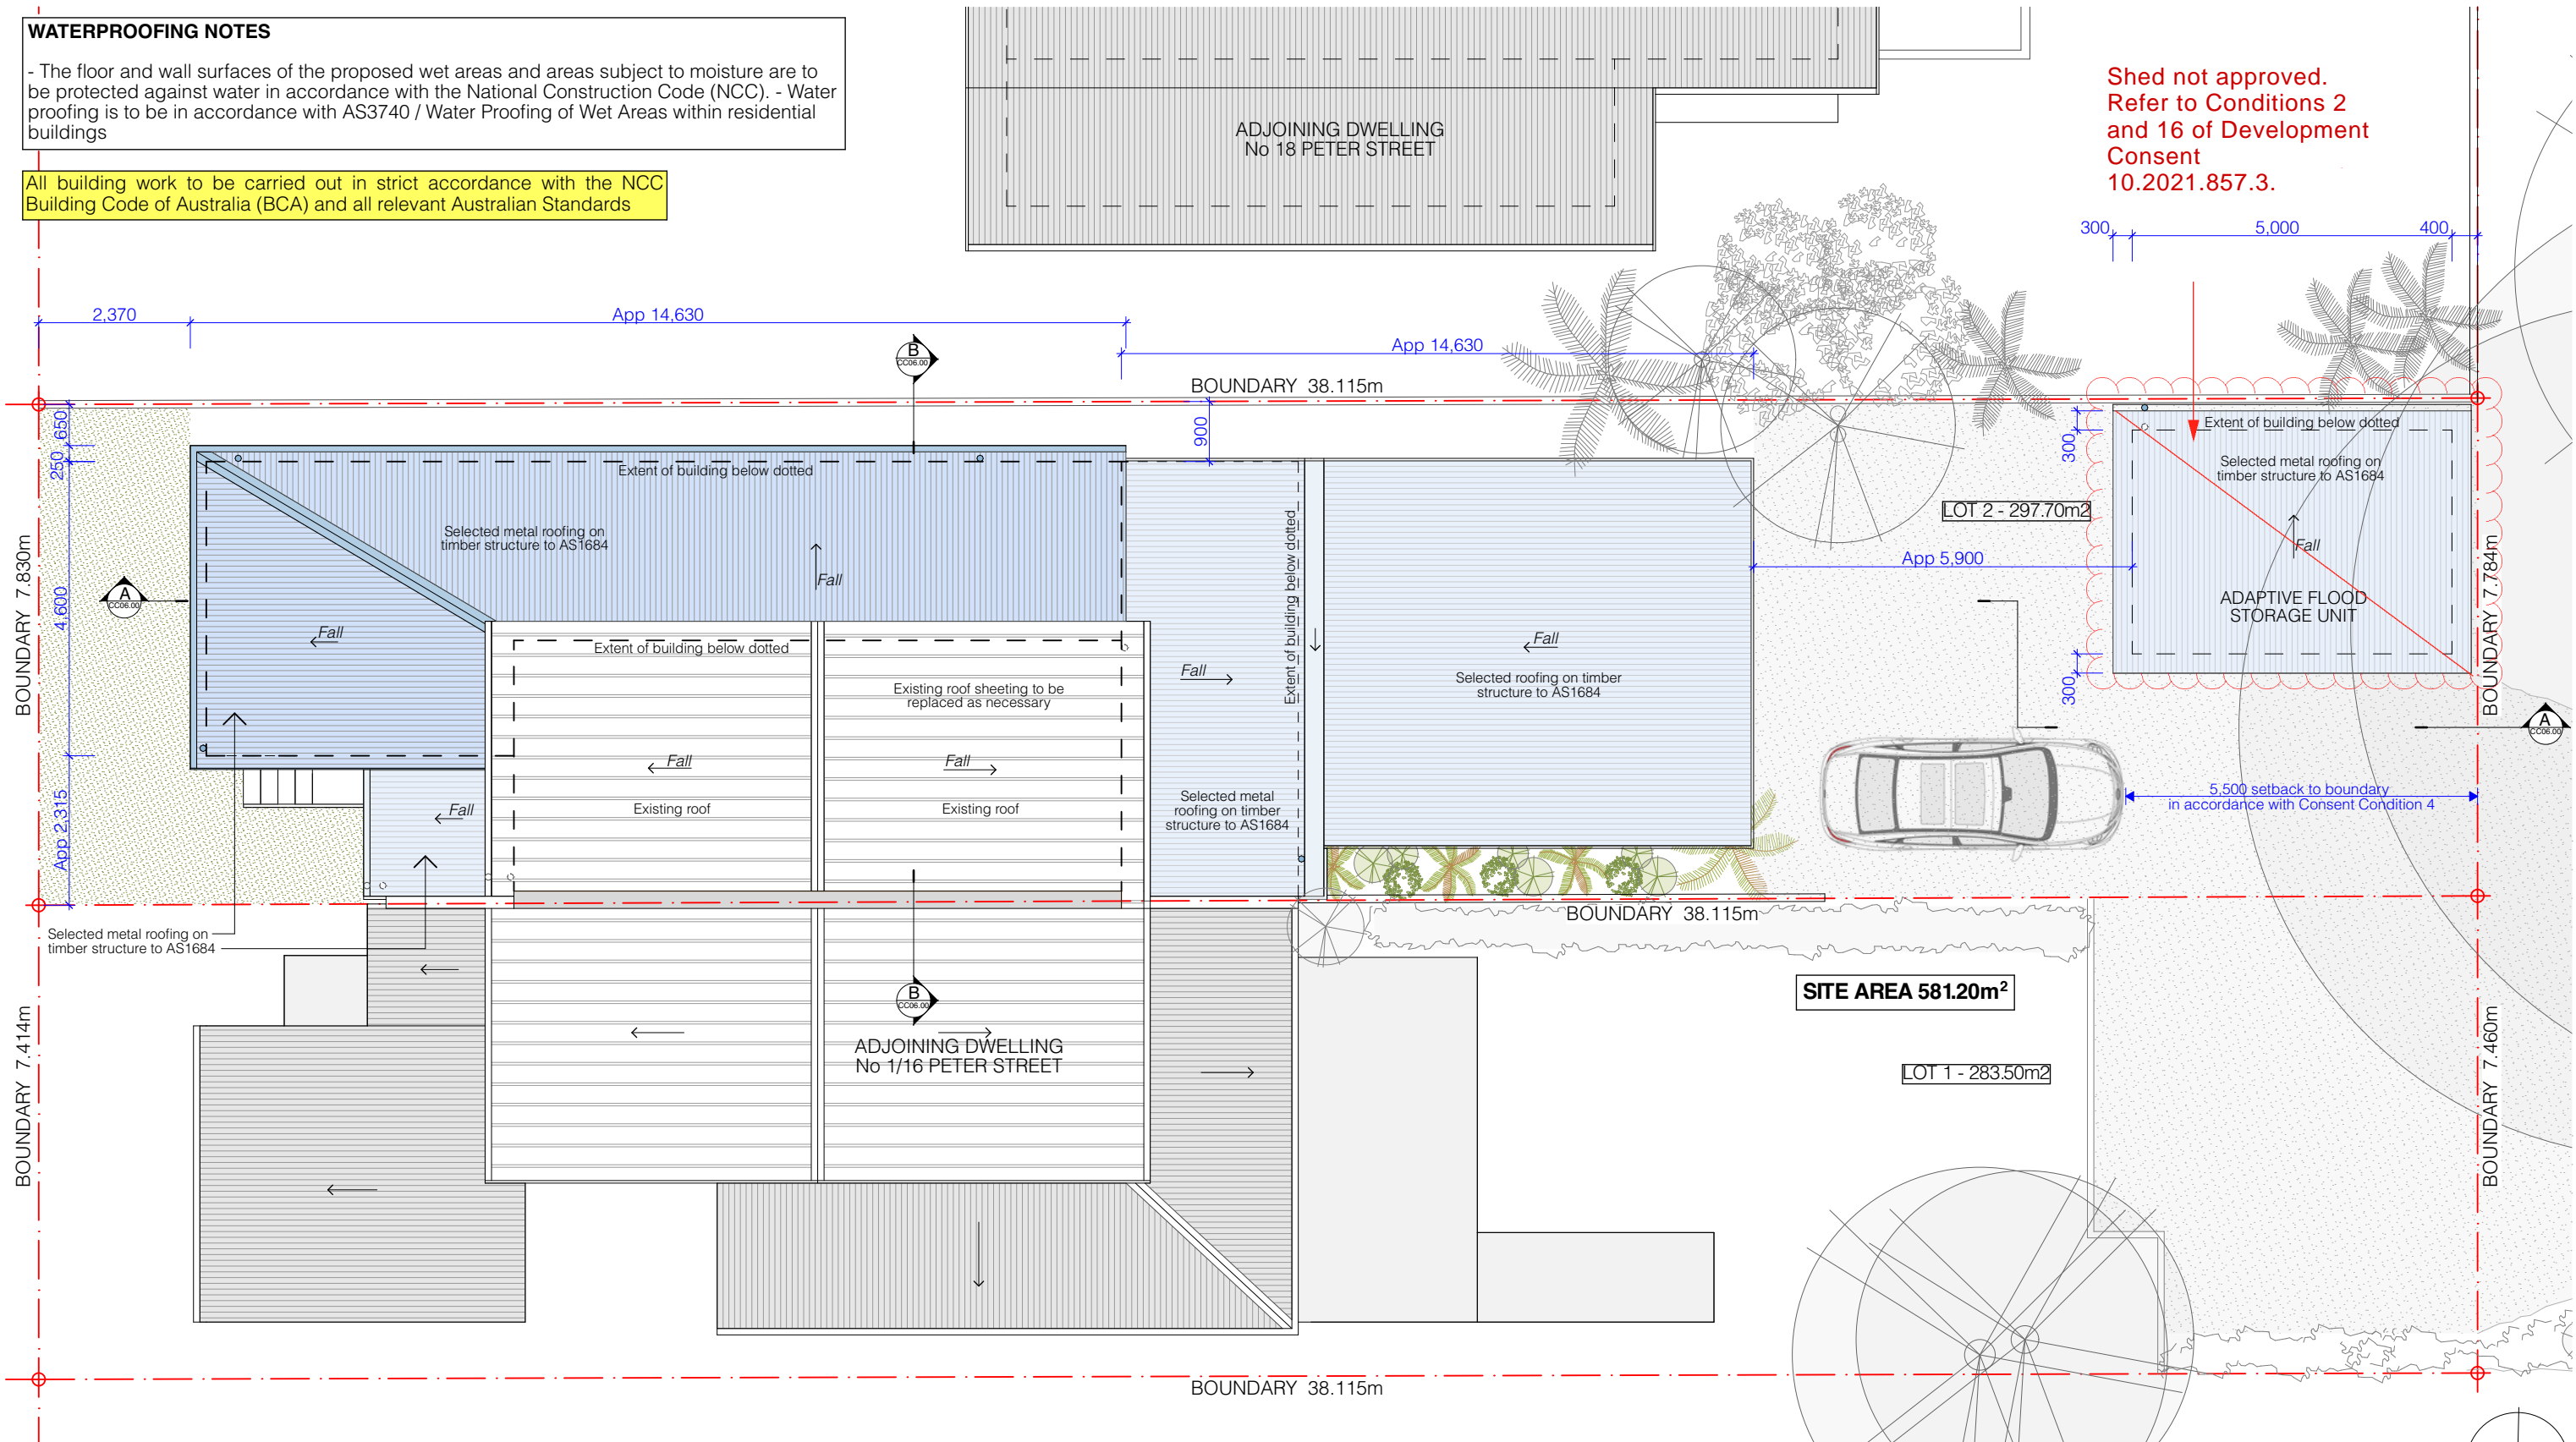 WATERPROOFING NOTES
- The floor and wall surfaces of the proposed wet areas and areas subject to moisture are to
be protected against water in accordance with the National Construction Code (NCC). - Water
proofing is to be in accordance with AS3740 / Water Proofing of Wet Areas within residential
buildings
All building work to be carried out in strict accordance with the NCC
Building Code of Australia (BCA) and all relevant Australian Standards
ADJOINING DWELLING
No 18 PETER STREET
Shed not approved.
Refer to Conditions 2
and 16 of Development
Consent
10.2021.857.3.
300
5,000
400
2,370
App 14,630
App 14,630
B
CC06.00
BOUNDARY 38.115m
650
250
4,600
App 2,315
900
300
300
BOUNDARY 7.830m
A
CC06.00
Extent of building below dotted
Selected metal roofing on
timber structure to AS1684
Fall
Fall
Extent of building below dotted
Existing roof sheeting to be
replaced as necessary
Fall
Existing roof
Fall
Existing roof
Fall
Fall
Extent of building below dotted
Selected metal
roofing on timber
structure to AS1684
Fall
Selected roofing on timber
structure to AS1684
LOT 2 - 297.70m2
App 5,900
Extent of building below dotted
Selected metal roofing on
timber structure to AS1684
Fall
ADAPTIVE FLOOD
STORAGE UNIT
BOUNDARY 7.784m
A
CC06.00
5,500 setback to boundary
in accordance with Consent Condition 4
BOUNDARY 38.115m
Selected metal roofing on
timber structure to AS1684
B
CC06.00
ADJOINING DWELLING
No 1/16 PETER STREET
SITE AREA 581.20m²
LOT 1 - 283.50m2
BOUNDARY 7.414m
BOUNDARY 7.460m
BOUNDARY 38.115m